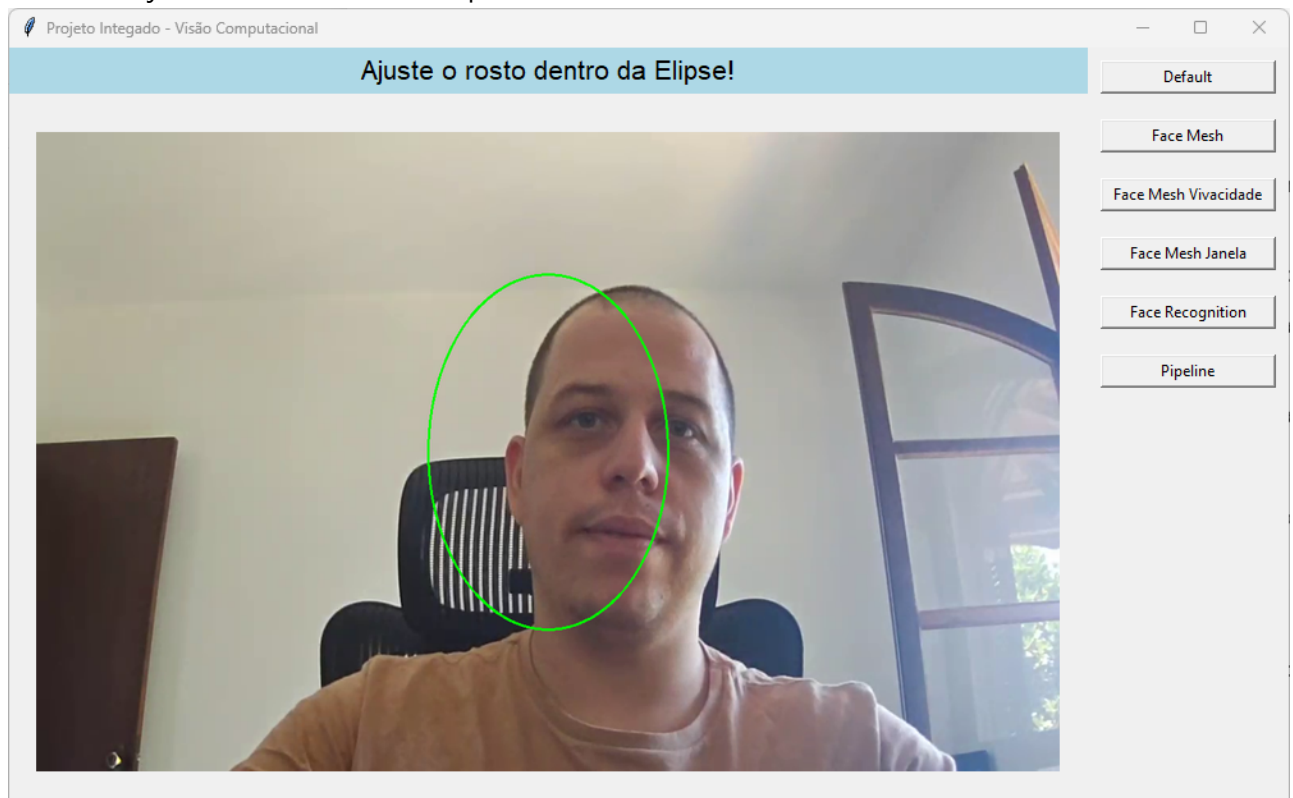 Projeto Integado - Visão Computacional
Ajuste o rosto dentro da Elipse!
Default
Face Mesh
Face Mesh Vivacidade
Face Mesh Janela
Face Recognition
Pipeline